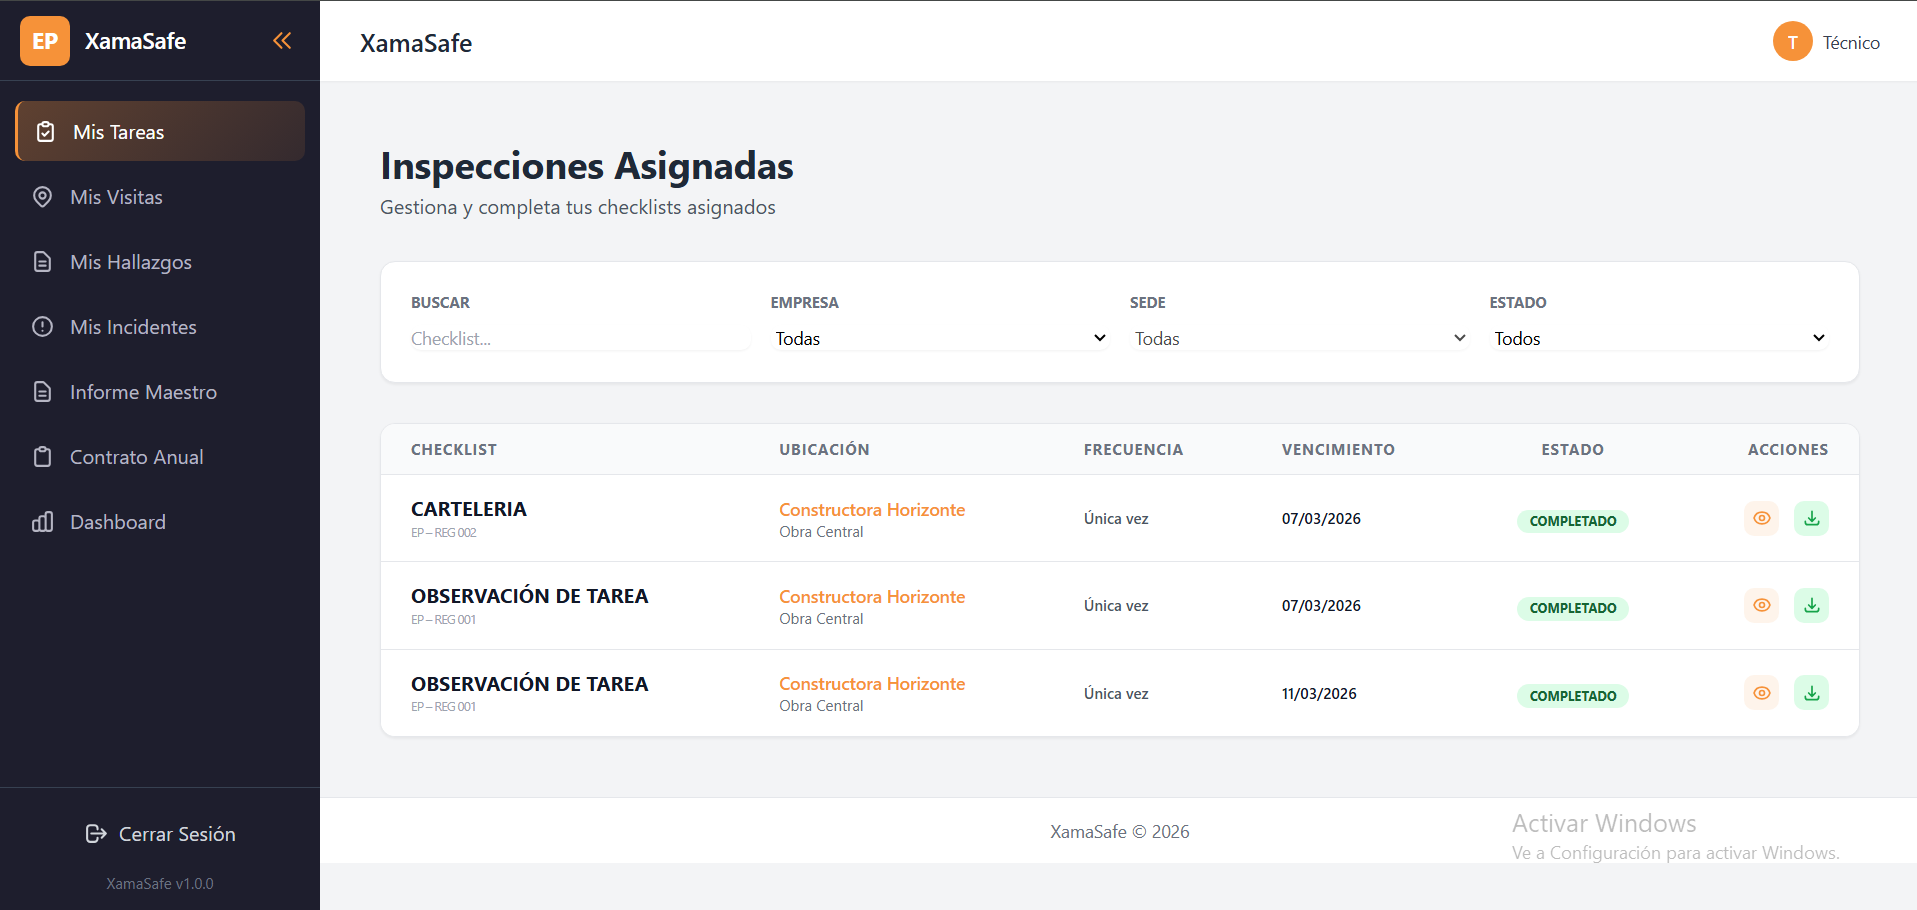 EP XamaSafe
Mis Tareas
Mis Visitas
Mis Hallazgos
Mis Incidentes
Informe Maestro
Contrato Anual
Dashboard
Cerrar Sesión
XamaSafe v1.0.0
XamaSafe
T Técnico
Inspecciones Asignadas
Gestiona y completa tus checklists asignados
BUSCAR EMPRESA SEDE ESTADO
Checklist... Todas Todas Todos
CHECKLIST UBICACIÓN FRECUENCIA VENCIMIENTO ESTADO ACCIONES
CARTELERIA Constructora Horizonte
EP – REG 002 Obra Central Única vez 07/03/2026 COMPLETADO
OBSERVACIÓN DE TAREA Constructora Horizonte
EP – REG 001 Obra Central Única vez 07/03/2026 COMPLETADO
OBSERVACIÓN DE TAREA Constructora Horizonte
EP – REG 001 Obra Central Única vez 11/03/2026 COMPLETADO
XamaSafe © 2026
Activar Windows
Ve a Configuración para activar Windows.